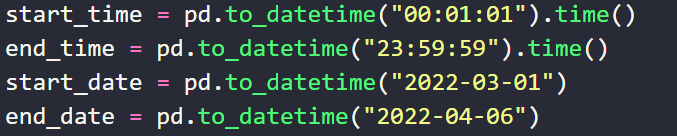 start_time = pd.to_datetime("00:01:01").time()
end_time = pd.to_datetime("23:59:59").time()
start_date = pd.to_datetime("2022-03-01")
end_date = pd.to_datetime("2022-04-06")